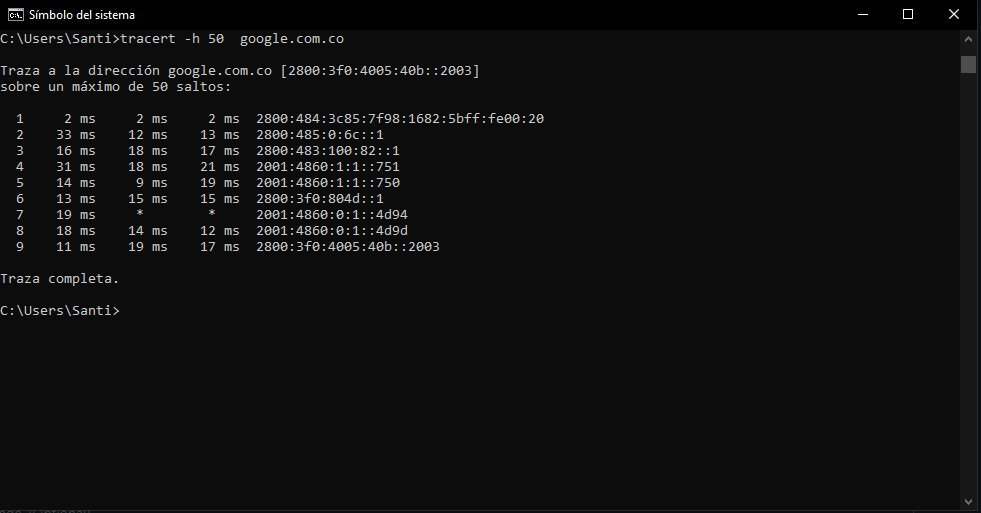 Símbolo del sistema
C:\Users\Santi>tracert -h 50  google.com.co
Traza a la dirección google.com.co [2800:3f0:4005:40b::2003]
sobre un máximo de 50 saltos:
  1     2 ms     2 ms     2 ms  2800:484:3c85:7f98:1682:5bff:fe00:20
  2    33 ms    12 ms    13 ms  2800:485:0:6c::1
  3    16 ms    18 ms    17 ms  2800:483:100:82::1
  4    31 ms    18 ms    21 ms  2001:4860:1:1::751
  5    14 ms     9 ms    19 ms  2001:4860:1:1::750
  6    13 ms    15 ms    15 ms  2800:3f0:804d::1
  7    19 ms     *        *     2001:4860:0:1::4d94
  8    18 ms    14 ms    12 ms  2001:4860:0:1::4d9d
  9    11 ms    19 ms    17 ms  2800:3f0:4005:40b::2003
Traza completa.
C:\Users\Santi>